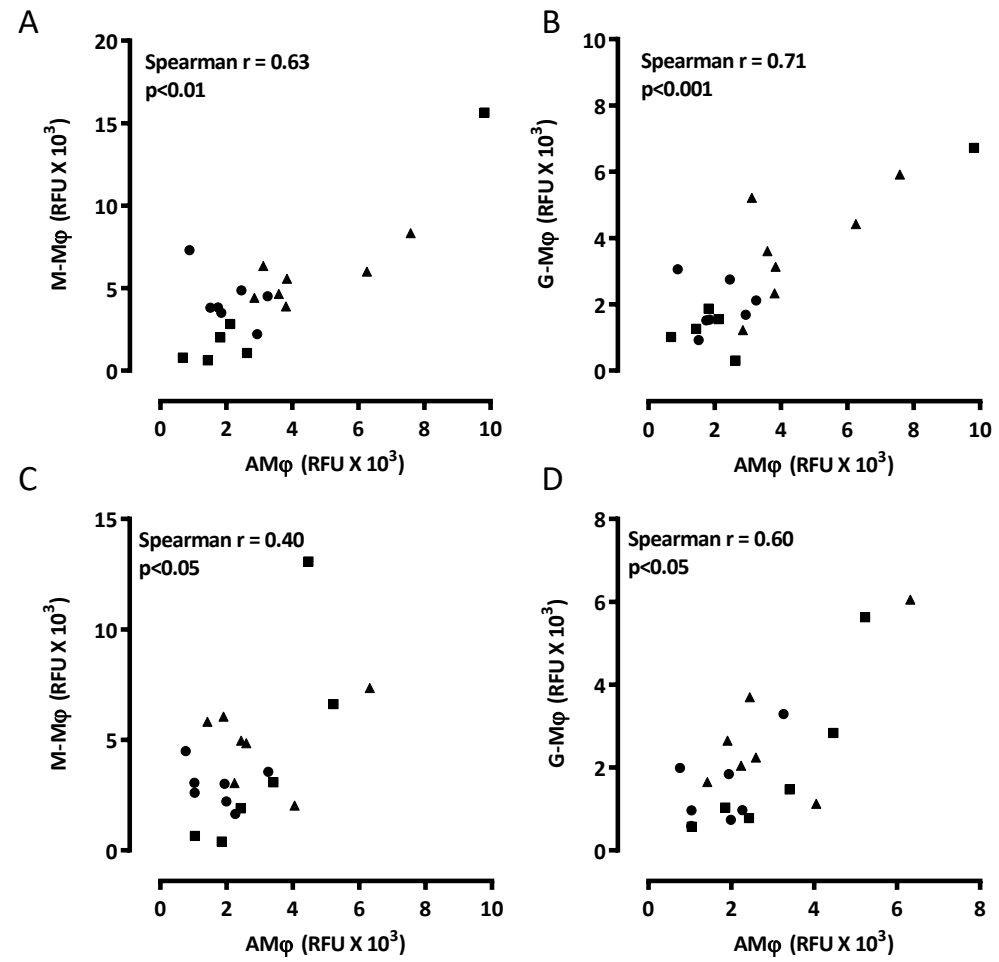 A
Spearman r = 0.63
p<0.01
20
15
10
5
0
M-Mφ (RFU X 10³)
0 2 4 6 8 10
AMφ (RFU X 10³)
B
Spearman r = 0.71
p<0.001
10
8
6
4
2
0
G-Mφ (RFU X 10³)
0 2 4 6 8 10
AMφ (RFU X 10³)
C
Spearman r = 0.40
p<0.05
15
10
5
0
M-Mφ (RFU X 10³)
0 2 4 6 8 10
AMφ (RFU X 10³)
D
Spearman r = 0.60
p<0.05
8
6
4
2
0
G-Mφ (RFU X 10³)
0 2 4 6 8
AMφ (RFU X 10³)